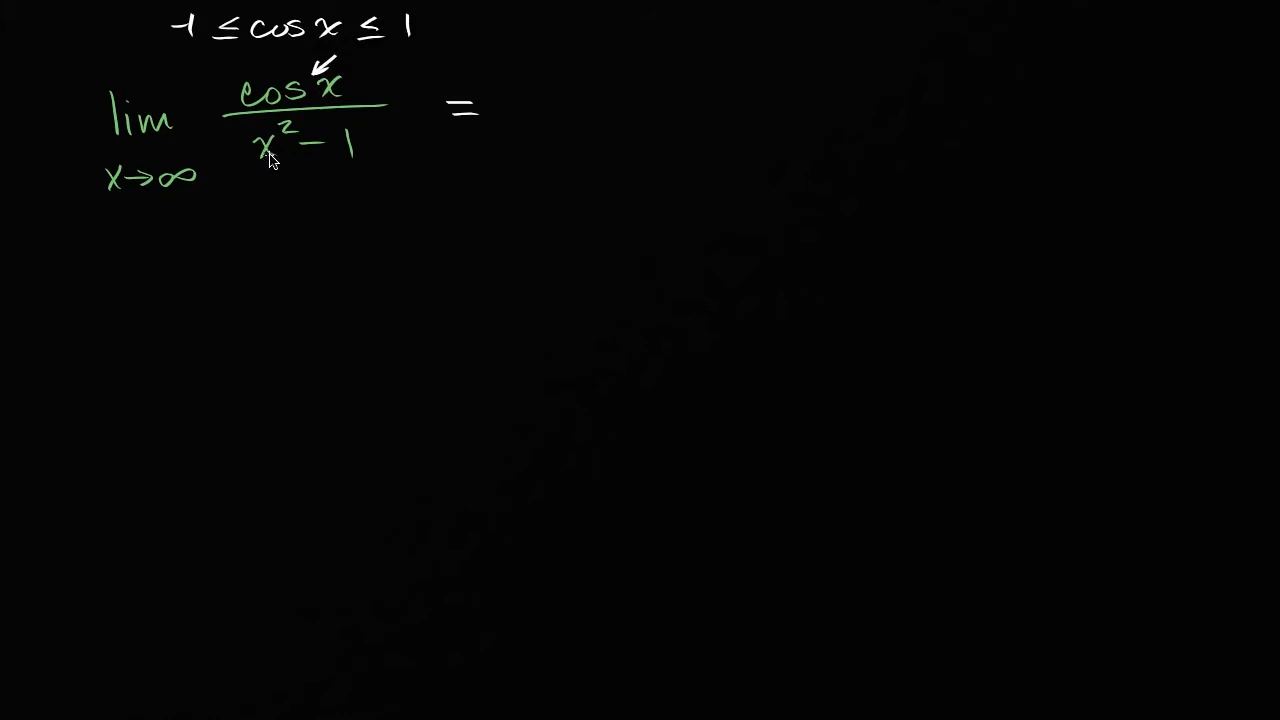 -1 ≤ cos x ≤ 1
lim cos x / x² - 1 =
x→∞